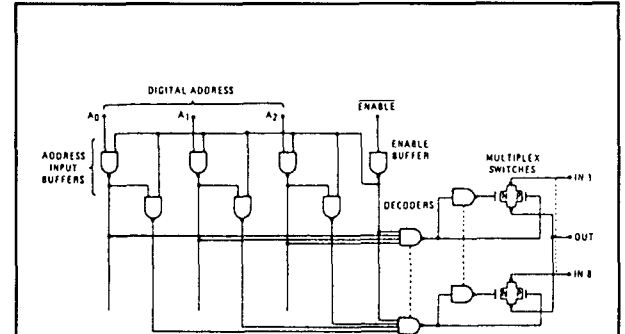 DIGITAL ADDRESS
ENABLE
A0
A1
A2
ENABLE
BUFFER
ADDRESS
INPUT
BUFFERS
MULTIPLEX
SWITCHES
IN 1
DECODERS
N
P
OUT
IN 8
N
P